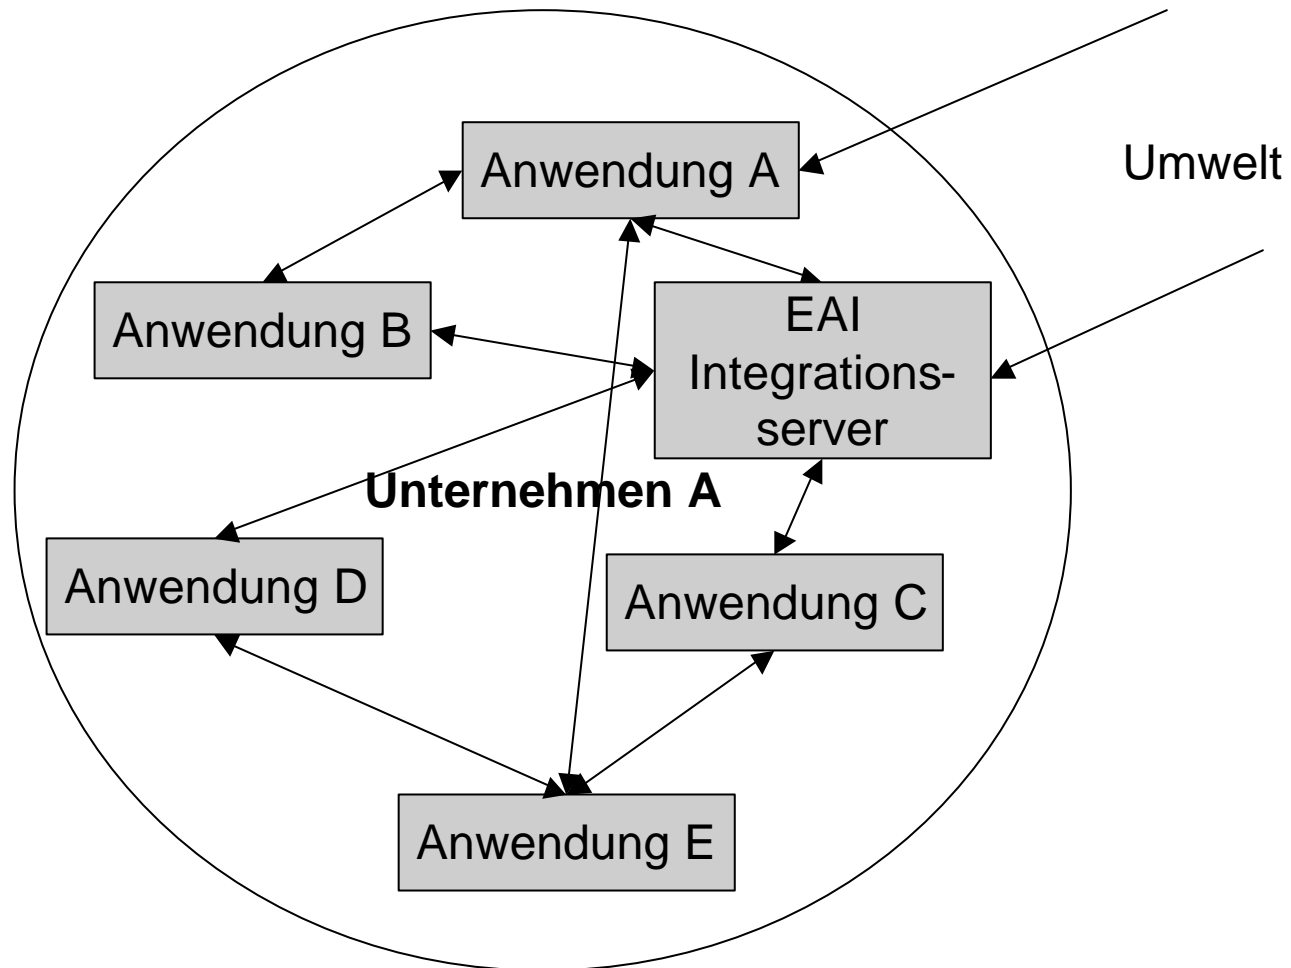 Anwendung A
Umwelt
Anwendung B
EAI
Integrations-
server
Unternehmen A
Anwendung D
Anwendung C
Anwendung E